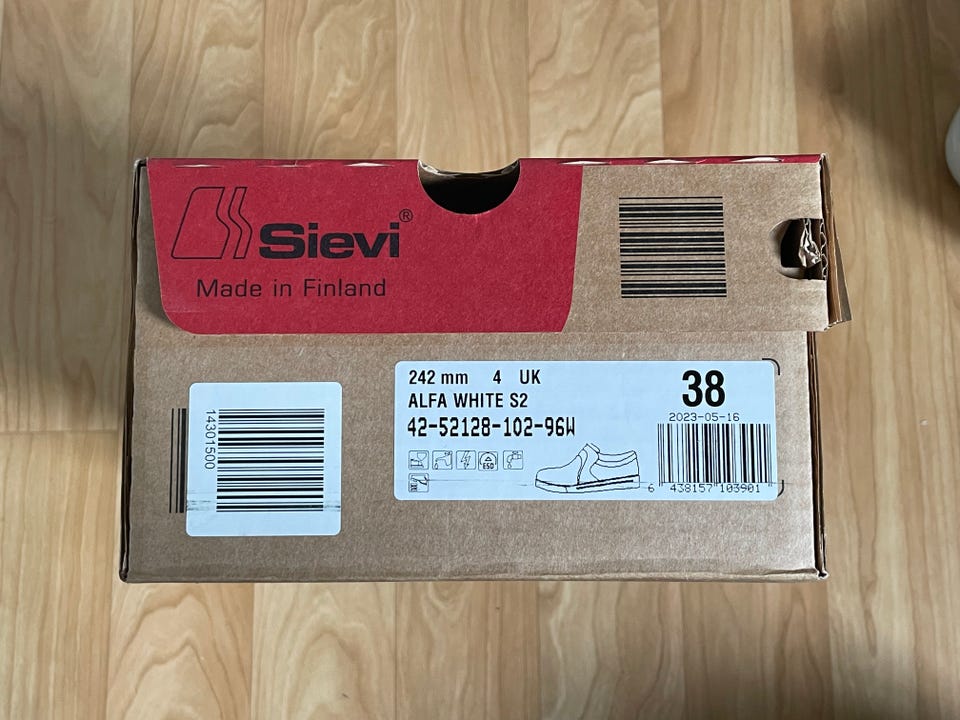 Sievi®
Made in Finland
14301500
242 mm 4 UK
ALFA WHITE S2
42-52128-102-96W
ESD
38
2023-05-16
6 438157 103901